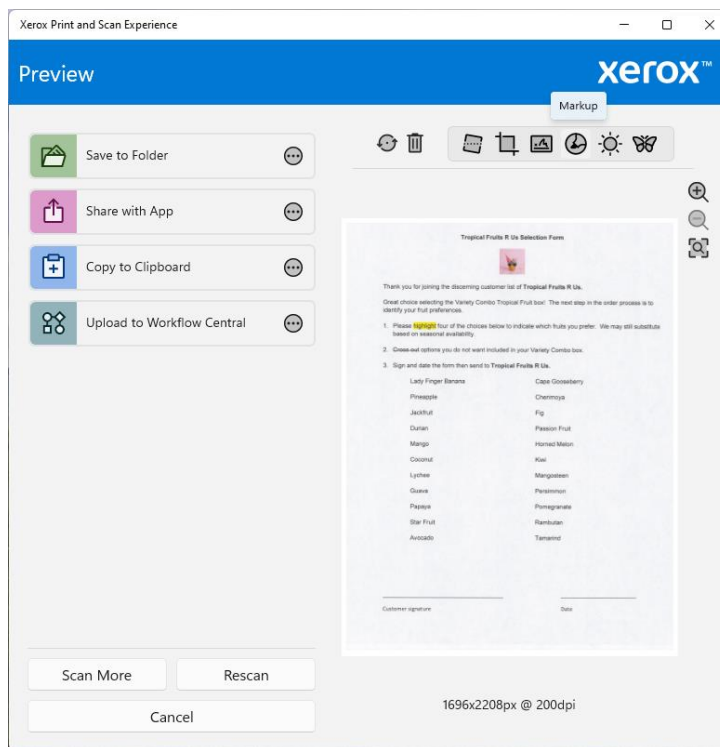 Xerox Print and Scan Experience
Preview
xerox™
Markup
Save to Folder
Share with App
Copy to Clipboard
Upload to Workflow Central
Tropical Fruits R Us Selection Form
Thank you for joining the discerning customer list of Tropical Fruits R Us.
Great choice selecting the Variety Combo Tropical Fruit box! The next step in the order process is to
identify your fruit preferences.
1. Please highlight four of the choices below to indicate which fruits you prefer. We may still substitute
based on seasonal availability.
2. Cross out options you do not want included in your Variety Combo box.
3. Sign and date the form then send to Tropical Fruits R Us.
Lady Finger Banana Cape Gooseberry
Pineapple Cherimoya
Jackfruit Fig
Durian Passion Fruit
Mango Horned Melon
Coconut Kiwi
Lychee Mangosteen
Guava Persimmon
Papaya Pomegranate
Star Fruit Rambutan
Avocado Tamarind
Customer signature Date
Scan More Rescan
Cancel
1696x2208px @ 200dpi